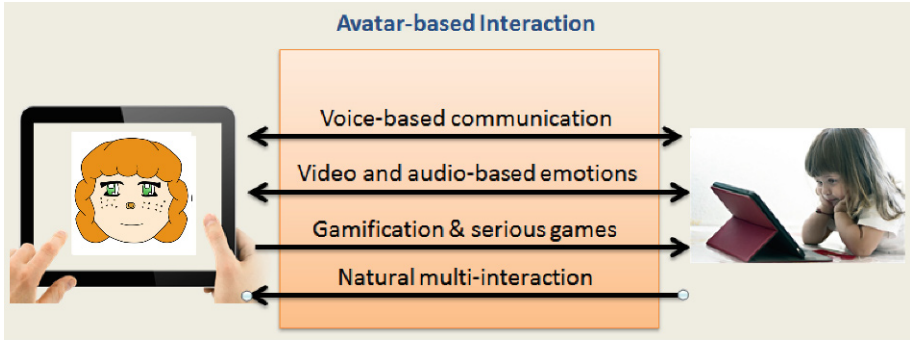 Avatar-based Interaction
Voice-based communication
Video and audio-based emotions
Gamification & serious games
Natural multi-interaction